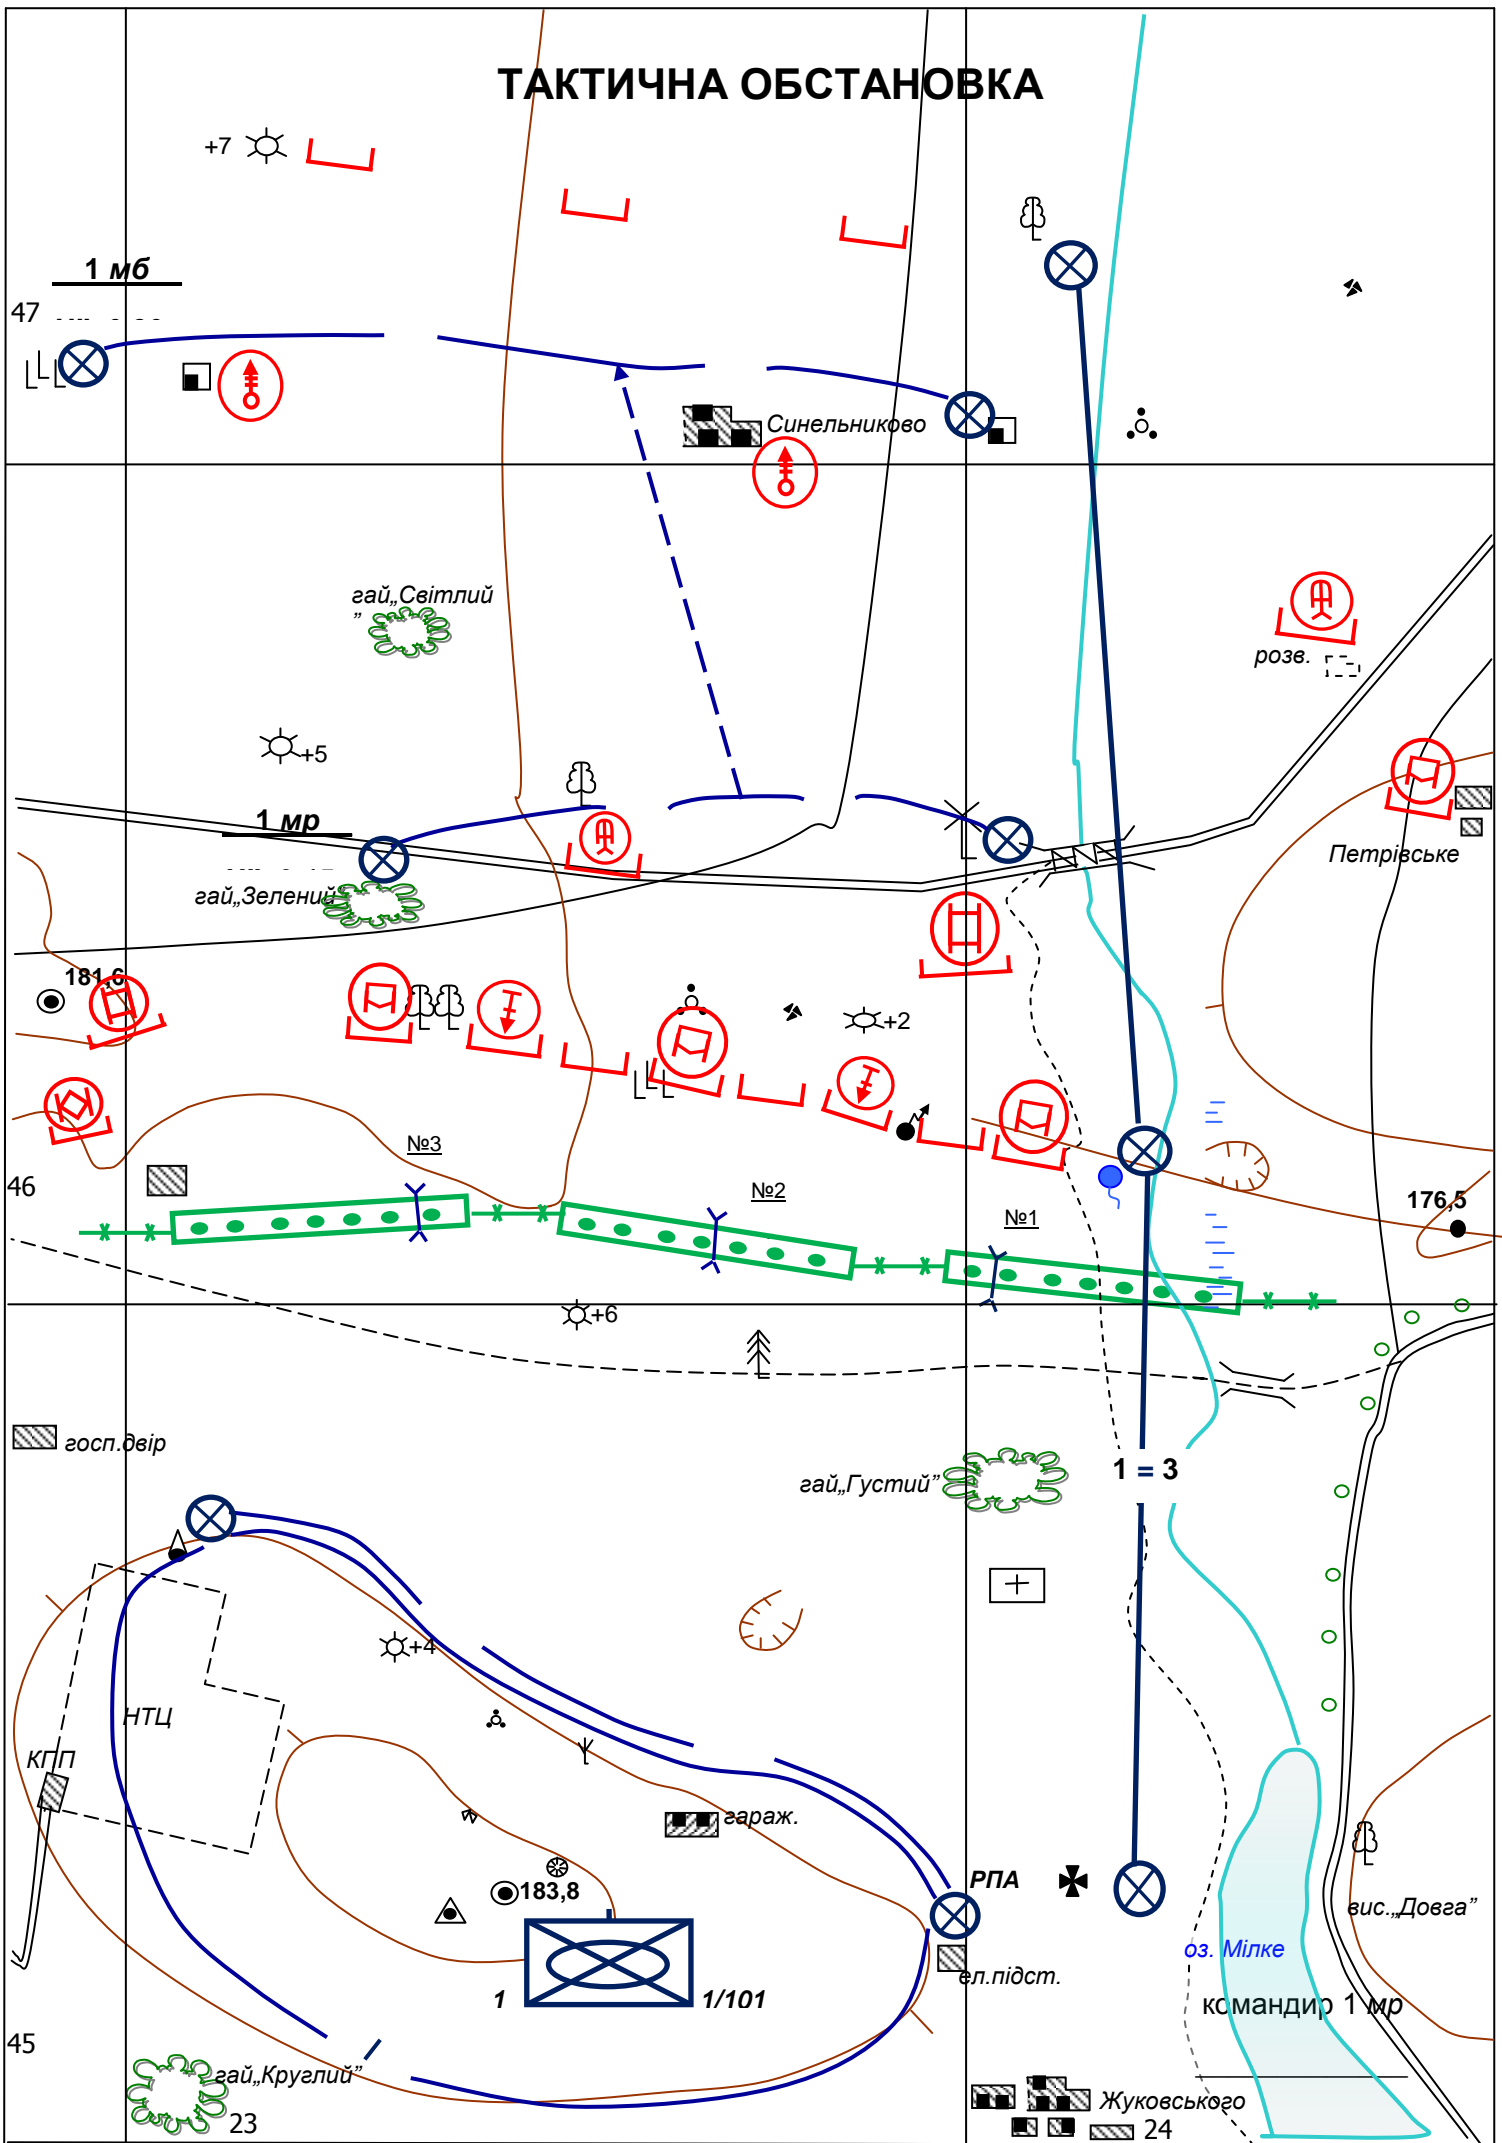 ТАКТИЧНА ОБСТАНОВКА
+7
1 мб
47
Синельниково
гай„Світлий
”
розв.
+5
1 мр
Петрівське
гай„Зелений
181,6
+2
№3
№2
46
№1
176,5
+6
госп.двір
гай„Густий”
1 = 3
+4
НТЦ
КПП
гараж.
183,8
РПА
вис.„Довга”
оз. Мілке
ел.підст.
1
1/101
командир 1 мр
45
гай„Круглий”
Жуковського
23
24